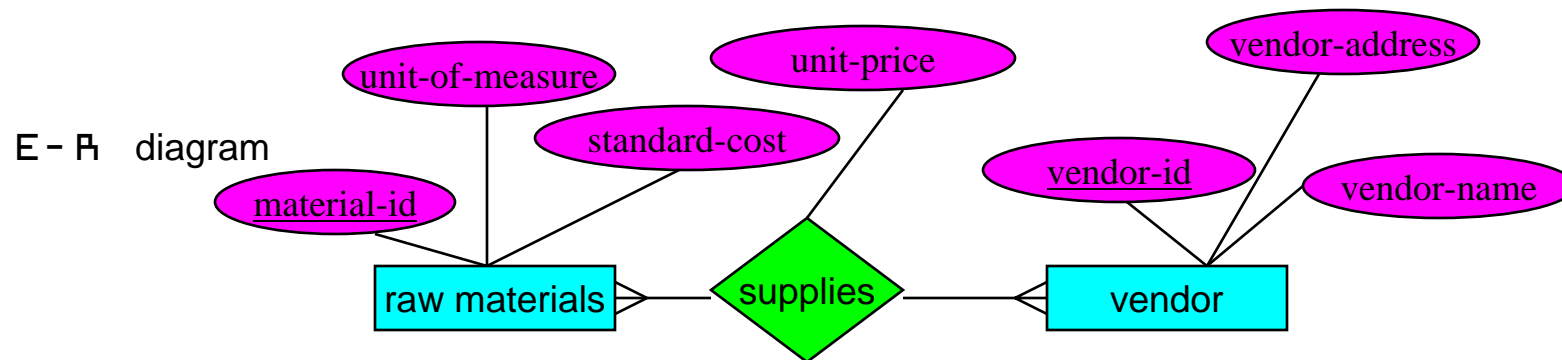 vendor-address
unit-of-measure
unit-price
standard-cost
E-R diagram
vendor-id
vendor-name
material-id
raw materials
supplies
vendor